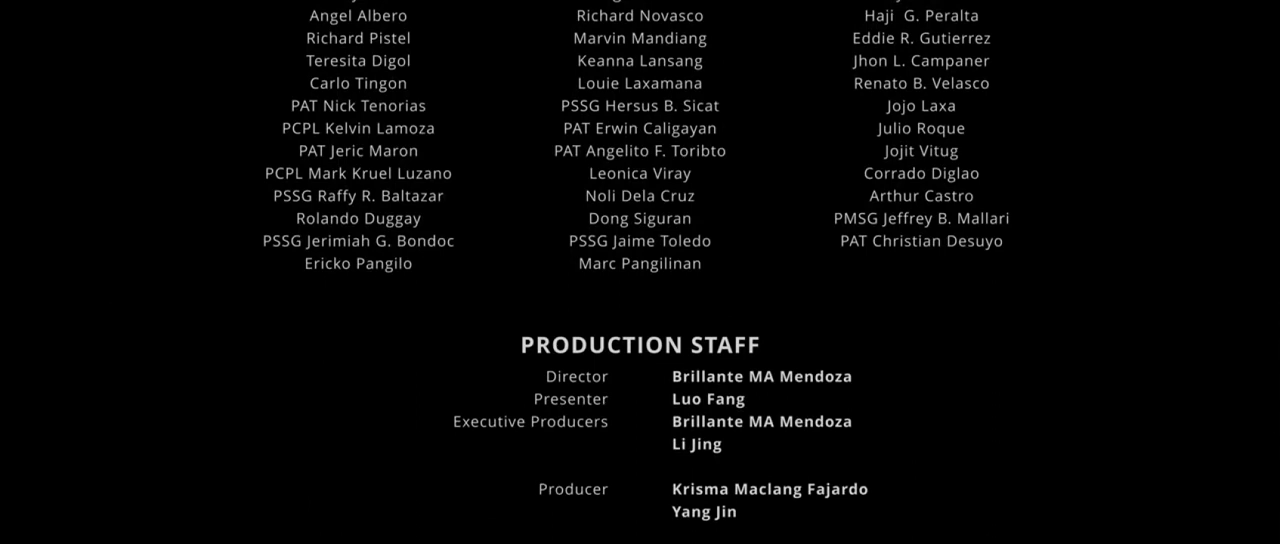 Angel Albero
Richard Pistel
Teresita Digol
Carlo Tingon
PAT Nick Tenorias
PCPL Kelvin Lamoza
PAT Jeric Maron
PCPL Mark Kruel Luzano
PSSG Raffy R. Baltazar
Rolando Duggay
PSSG Jerimiah G. Bondoc
Ericko Pangilo
Richard Novasco
Marvin Mandiang
Keanna Lansang
Louie Laxamana
PSSG Hersus B. Sicat
PAT Erwin Caligayan
PAT Angelito F. Toribto
Leonica Viray
Noli Dela Cruz
Dong Siguran
PSSG Jaime Toledo
Marc Pangilinan
Haji  G. Peralta
Eddie R. Gutierrez
Jhon L. Campaner
Renato B. Velasco
Jojo Laxa
Julio Roque
Jojit Vitug
Corrado Diglao
Arthur Castro
PMSG Jeffrey B. Mallari
PAT Christian Desuyo
PRODUCTION STAFF
Director Brillante MA Mendoza
Presenter Luo Fang
Executive Producers Brillante MA Mendoza
Li Jing
Producer Krisma Maclang Fajardo
Yang Jin